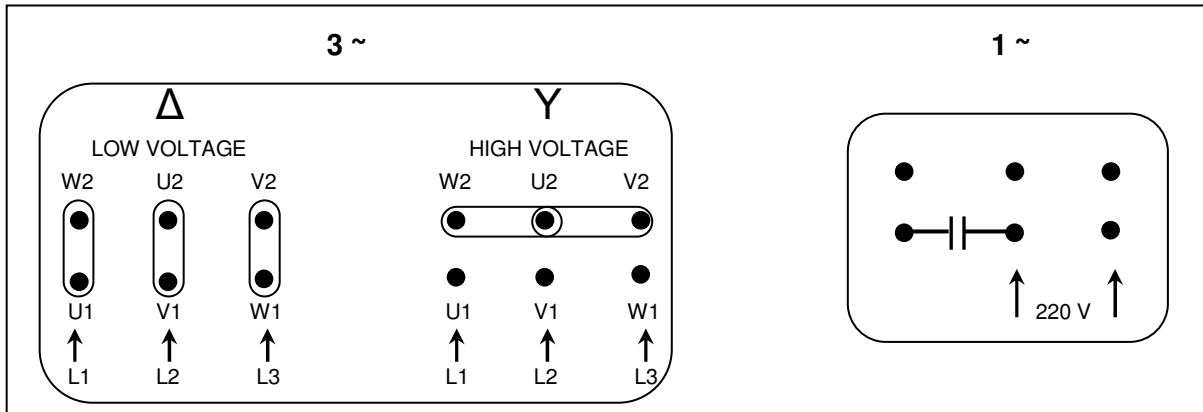 3 ~ 1 ~
Δ Y
LOW VOLTAGE HIGH VOLTAGE
W2 U2 V2 W2 U2 V2
U1 V1 W1 U1 V1 W1 220 V
L1 L2 L3 L1 L2 L3